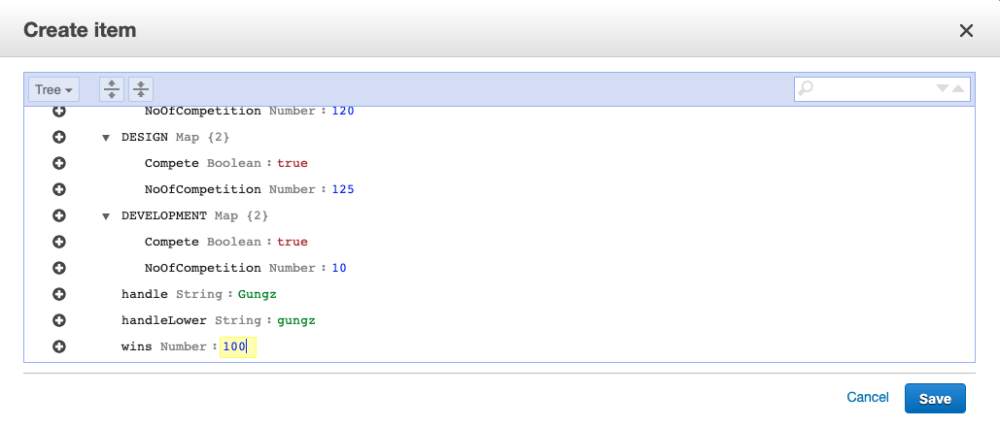 Create item
Tree
NoOfCompetition Number : 120
DESIGN Map {2}
Compete Boolean : true
NoOfCompetition Number : 125
DEVELOPMENT Map {2}
Compete Boolean : true
NoOfCompetition Number : 10
handle String : Gungz
handleLower String : gungz
wins Number : 100
Cancel Save